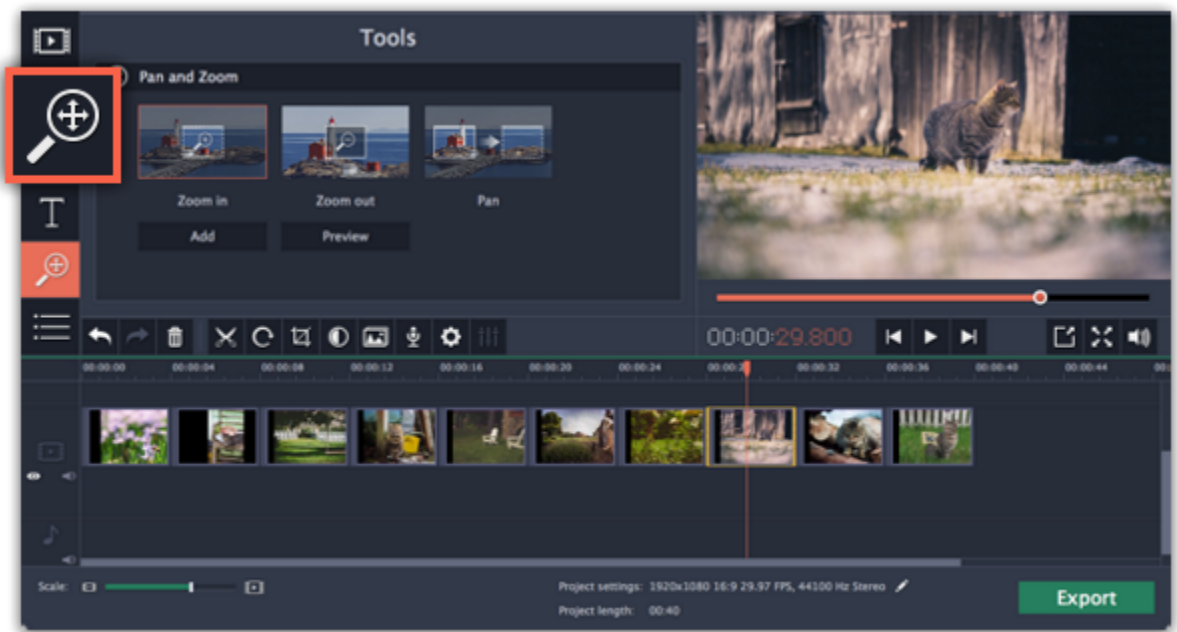 Tools
Pan and Zoom
Zoom in
Zoom out
Pan
Add
Preview
T
00:00:29.800
00:00:00
00:00:04
00:00:08
00:00:12
00:00:16
00:00:20
00:00:24
00:00:32
00:00:36
00:00:40
00:00:44
Scale:
Project settings: 1920x1080 16:9 29.97 FPS, 44100 Hz Stereo
Project length: 00:40
Export